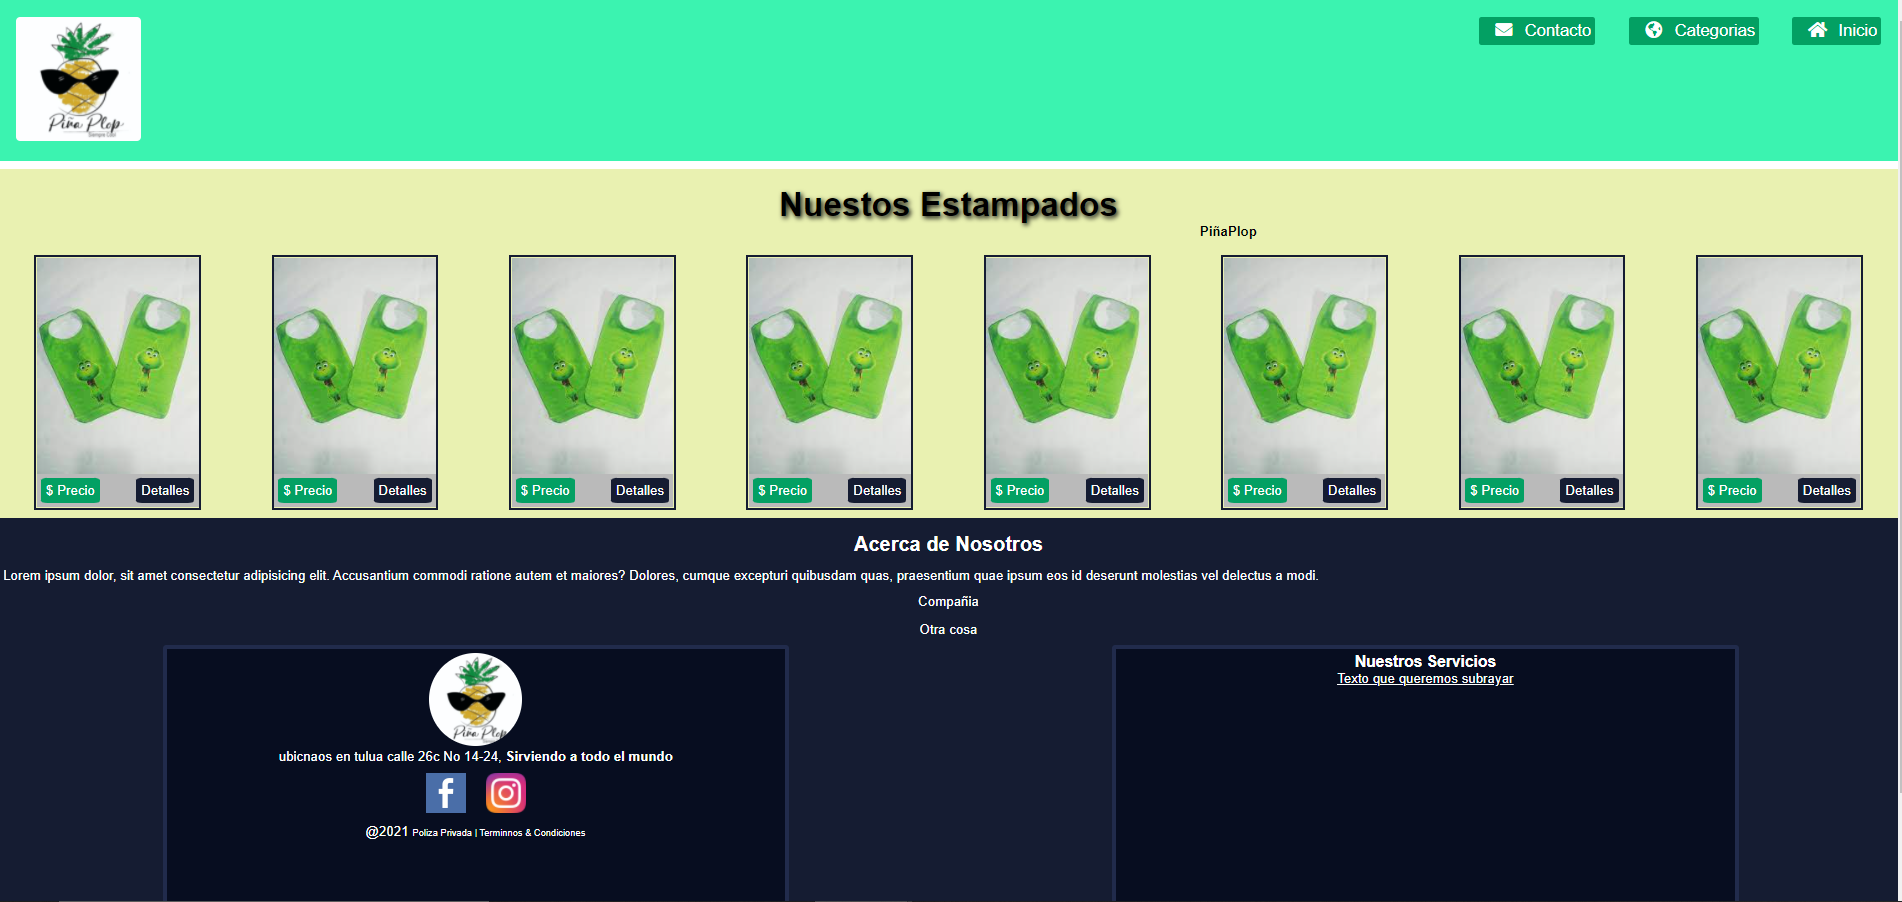 Piña Plop
Siempre Cool
Contacto
Categorias
Inicio
Nuestos Estampados
PiñaPlop
$ Precio Detalles
$ Precio Detalles
$ Precio Detalles
$ Precio Detalles
$ Precio Detalles
$ Precio Detalles
$ Precio Detalles
$ Precio Detalles
Acerca de Nosotros
Lorem ipsum dolor, sit amet consectetur adipisicing elit. Accusantium commodi ratione autem et maiores? Dolores, cumque excepturi quibusdam quas, praesentium quae ipsum eos id deserunt molestias vel delectus a modi.
Compañia
Otra cosa
Piña Plop
ubicnaos en tulua calle 26c No 14-24, Sirviendo a todo el mundo
@2021 Poliza Privada | Terminnos & Condiciones
Nuestros Servicios
Texto que queremos subrayar